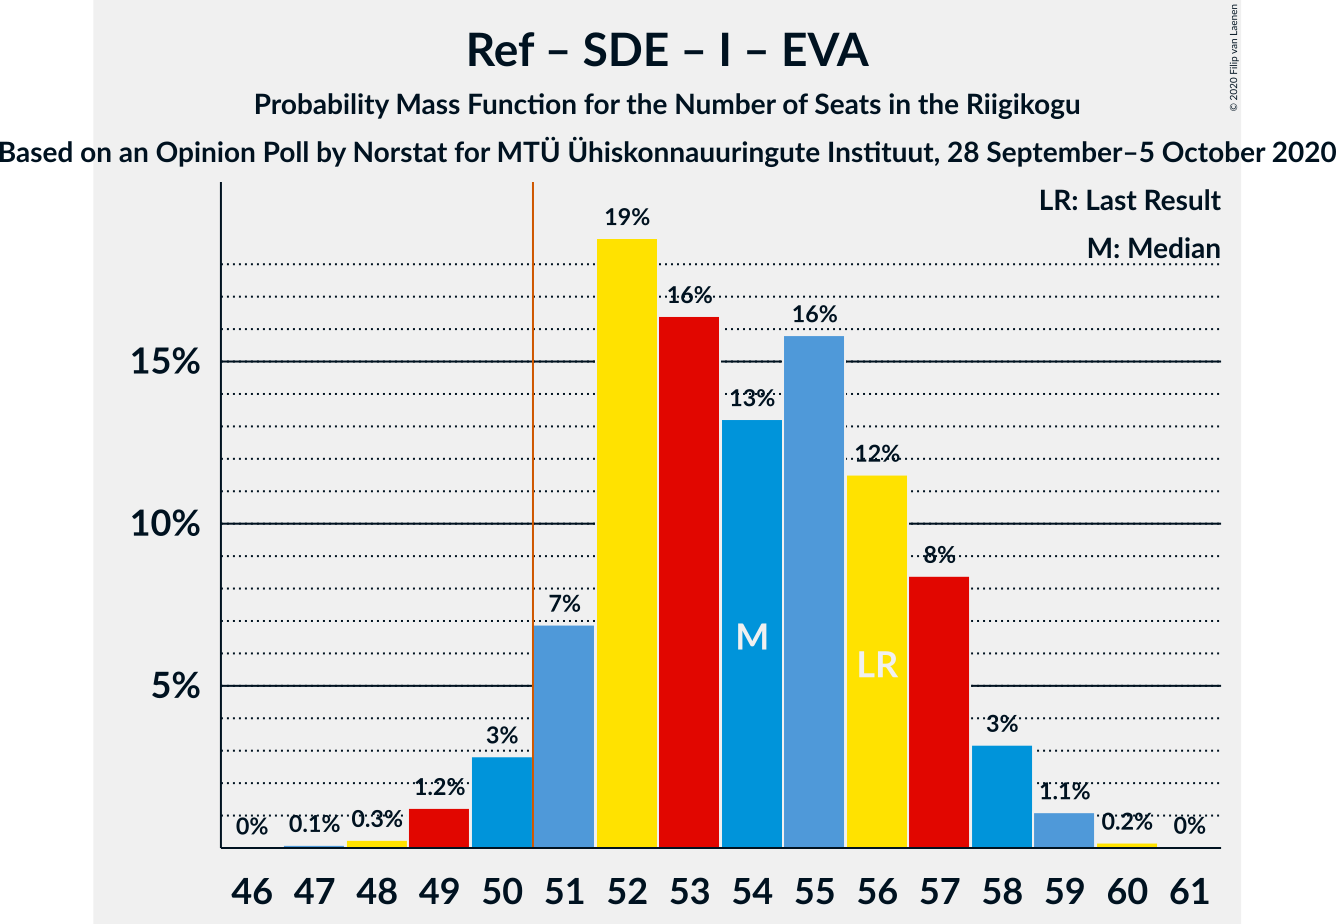 Ref – SDE – I – EVA
Probability Mass Function for the Number of Seats in the Riigikogu
Based on an Opinion Poll by Norstat for MTÜ Ühiskonnauuringute Instituut, 28 September–5 October 2020
© 2020 Filip van Laenen
LR: Last Result
M: Median
19%
16%
16%
15%
13%
12%
10%
8%
7%
M
LR
5%
3%
3%
1.2%
1.1%
0%
0.1%
0.3%
0.2%
0%
46 47 48 49 50 51 52 53 54 55 56 57 58 59 60 61